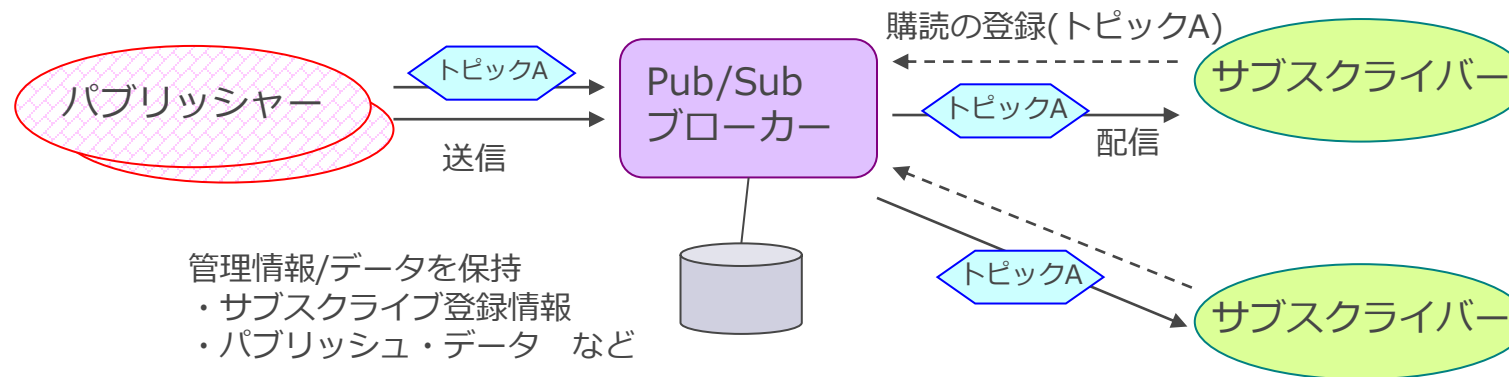 購読の登録(トピックA)
トピックA
パブリッシャー
送信
Pub/Sub
ブローカー
トピックA
配信
サブスクライバー
管理情報/データを保持
・サブスクライブ登録情報
・パブリッシュ・データ　など
トピックA
サブスクライバー